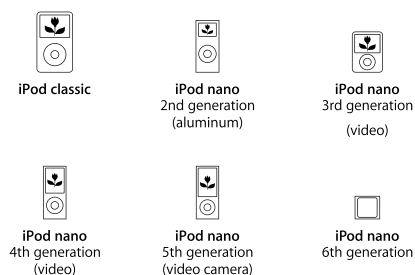 iPod classic
iPod nano
2nd generation
(aluminum)
iPod nano
3rd generation
(video)
iPod nano
4th generation
(video)
iPod nano
5th generation
(video camera)
iPod nano
6th generation